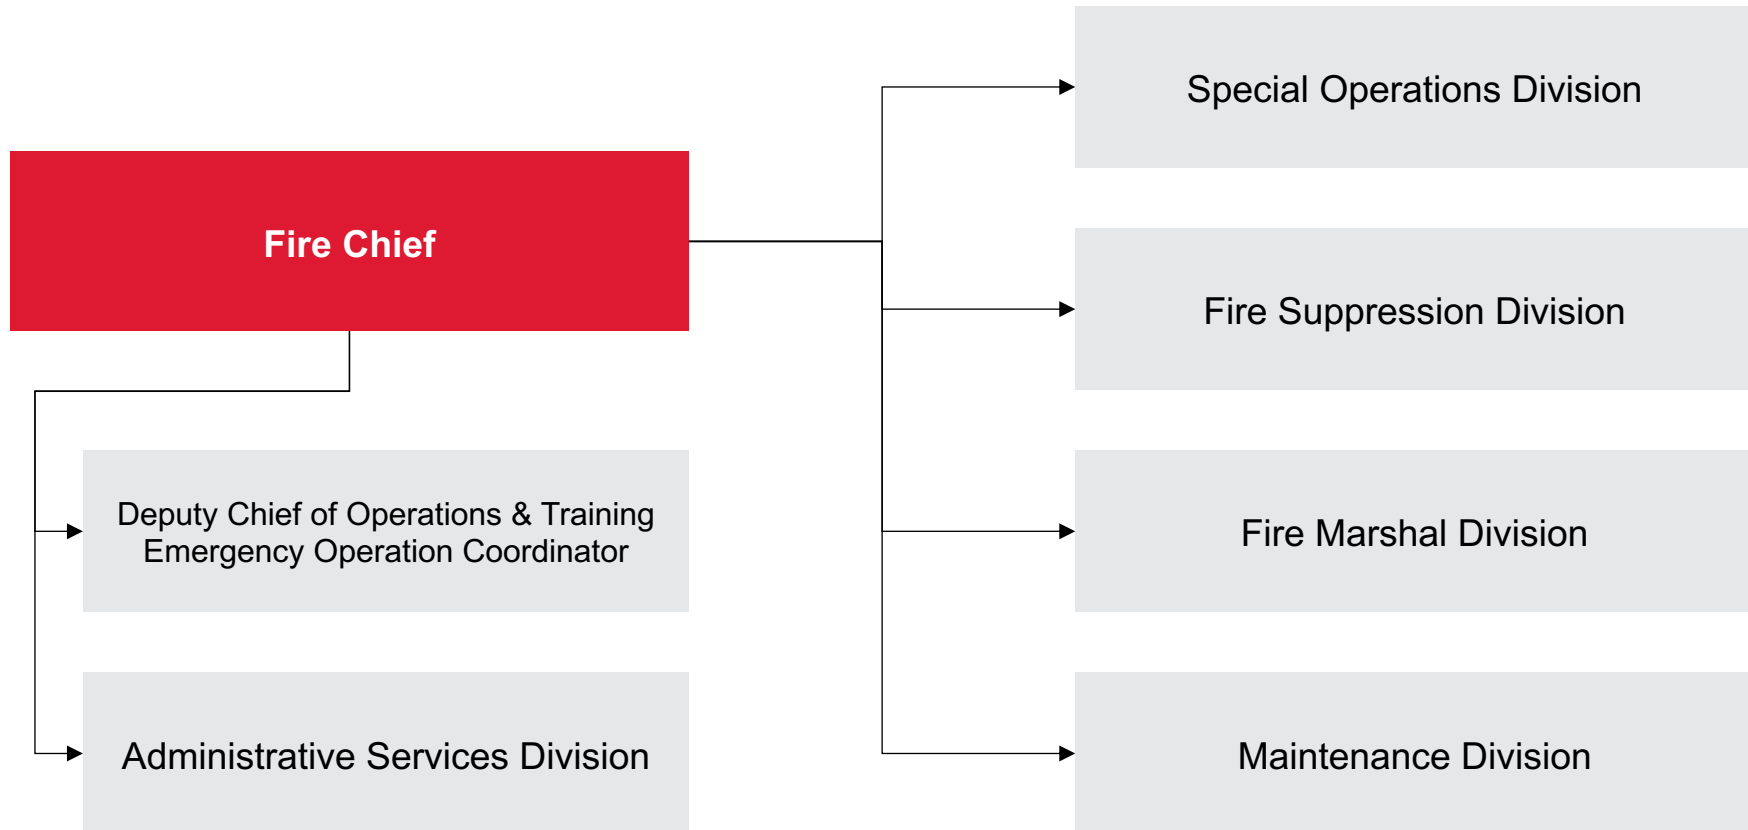 Fire Chief
Deputy Chief of Operations & Training
Emergency Operation Coordinator
Administrative Services Division
Special Operations Division
Fire Suppression Division
Fire Marshal Division
Maintenance Division